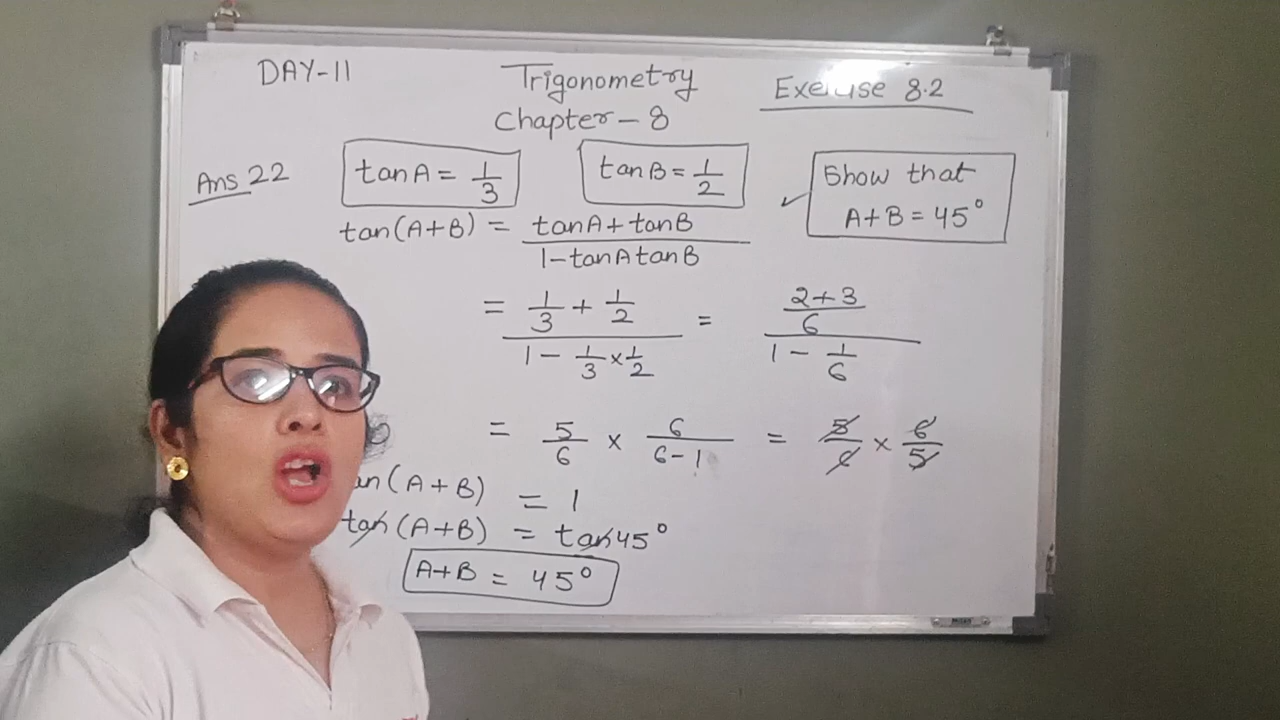 DAY-11
Trigonometry
Chapter-8
Exercise 8.2
Ans 22
tanA = 1/3
tanB = 1/2
Show that
A+B = 45°
tan(A+B) = (tanA + tanB)/(1-tanA tanB)
= (1/3 + 1/2)/(1 - 1/3 × 1/2) = ((2+3)/6)/(1 - 1/6)
= 5/6 × 6/(6-1) = 5/6 × 6/5
an(A+B) = 1
tan(A+B) = tan45°
A+B = 45°